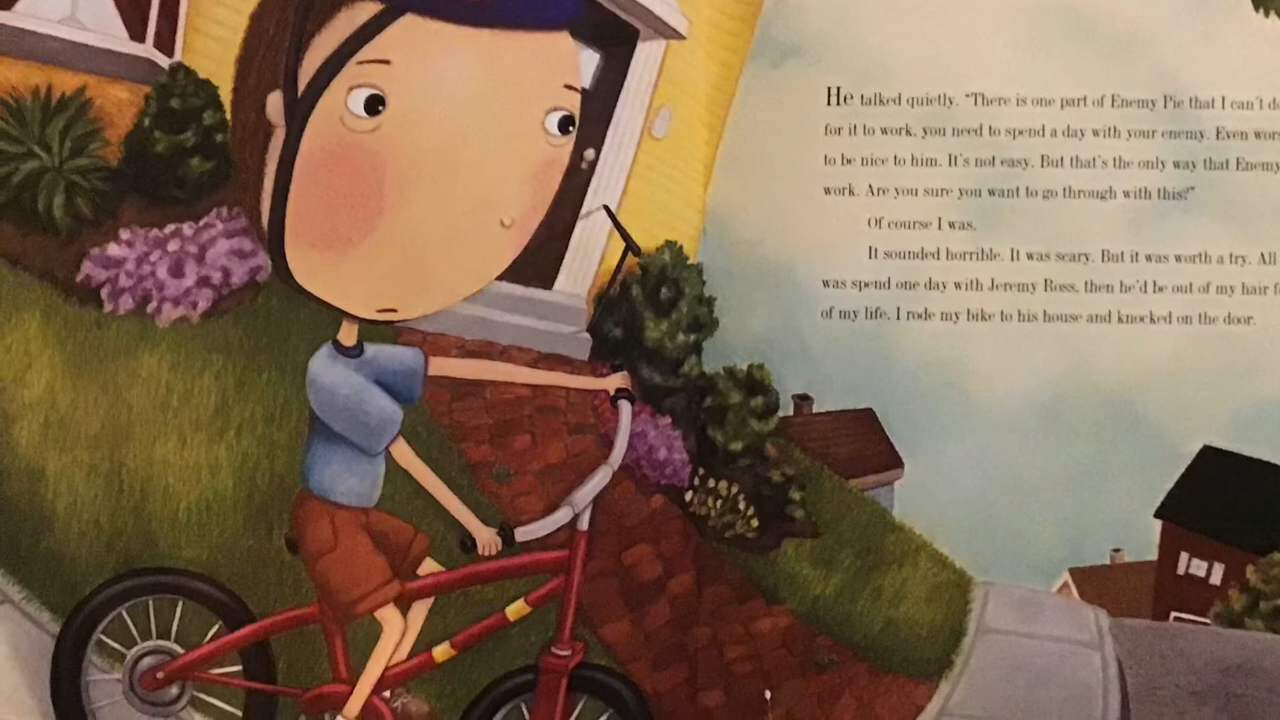 He talked quietly. "There is one part of Enemy Pie that I can't
for it to work, you need to spend a day with your enemy. Even
to be nice to him. It's not easy. But that's the only way that Enemy
work. Are you sure you want to go through with this?"
Of course I was.
It sounded horrible. It was scary. But it was worth a try. All
was spend one day with Jeremy Ross, then he'd be out of my hair
of my life. I rode my bike to his house and knocked on the door.